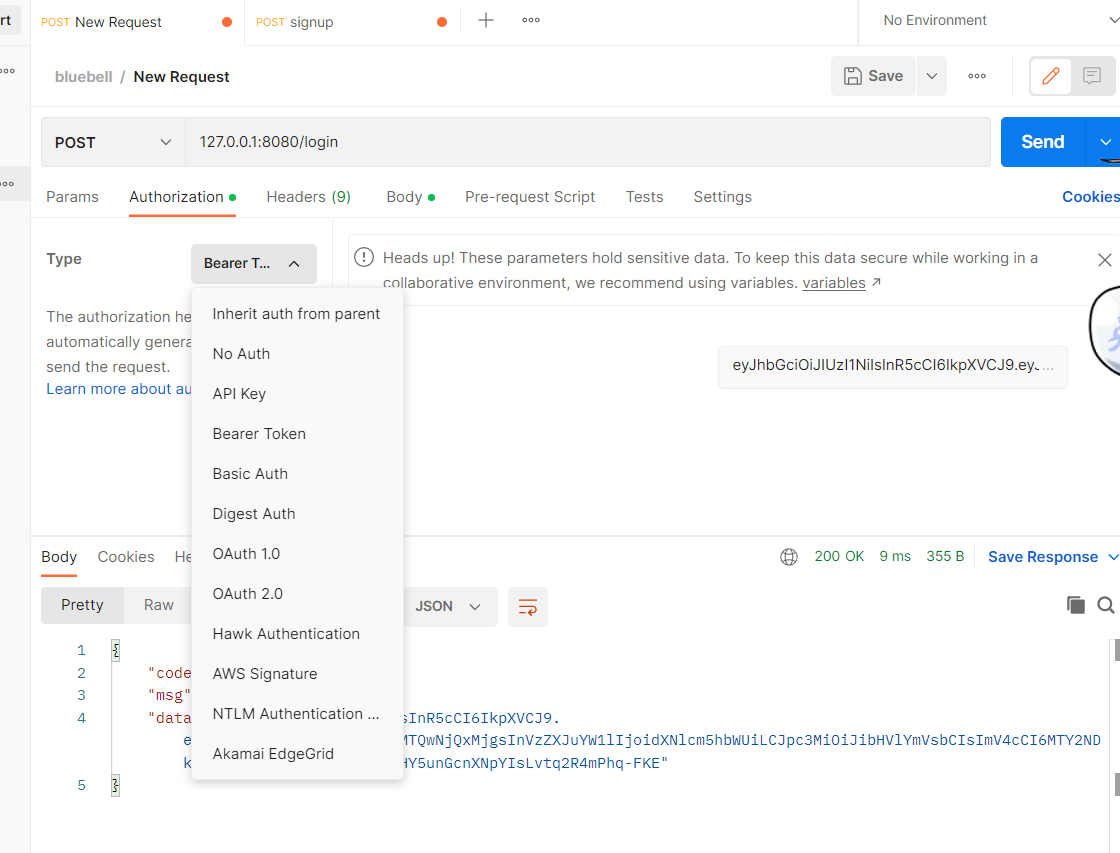 rt
POST New Request
POST signup
No Environment
bluebell / New Request
Save
POST
127.0.0.1:8080/login
Send
Params
Authorization
Headers (9)
Body
Pre-request Script
Tests
Settings
Cookies
Type
Bearer T...
Heads up! These parameters hold sensitive data. To keep this data secure while working in a
collaborative environment, we recommend using variables. variables
The authorization he
automatically genera
send the request.
Learn more about au
Inherit auth from parent
No Auth
API Key
Bearer Token
Basic Auth
Digest Auth
OAuth 1.0
OAuth 2.0
Hawk Authentication
AWS Signature
NTLM Authentication ...
Akamai EdgeGrid
eyJhbGciOiJIUzI1NiIsInR5cCI6IkpXVCJ9.eyJ...
Body
Cookies
He
200 OK
9 ms
355 B
Save Response
Pretty
Raw
JSON
1 {
2 "code
3 "msg"
4 "data sInR5cCI6IkpXVCJ9.
e MTQwNjQxMjgsInVzZXJuYW1lIjoidXNlcm5hbWUiLCJpc3MiOiJibHVlYmVsbCIsImV4cCI6MTY2ND
k HY5unGcnXNpYIsLvtq2R4mPhq-FKE"
5 }